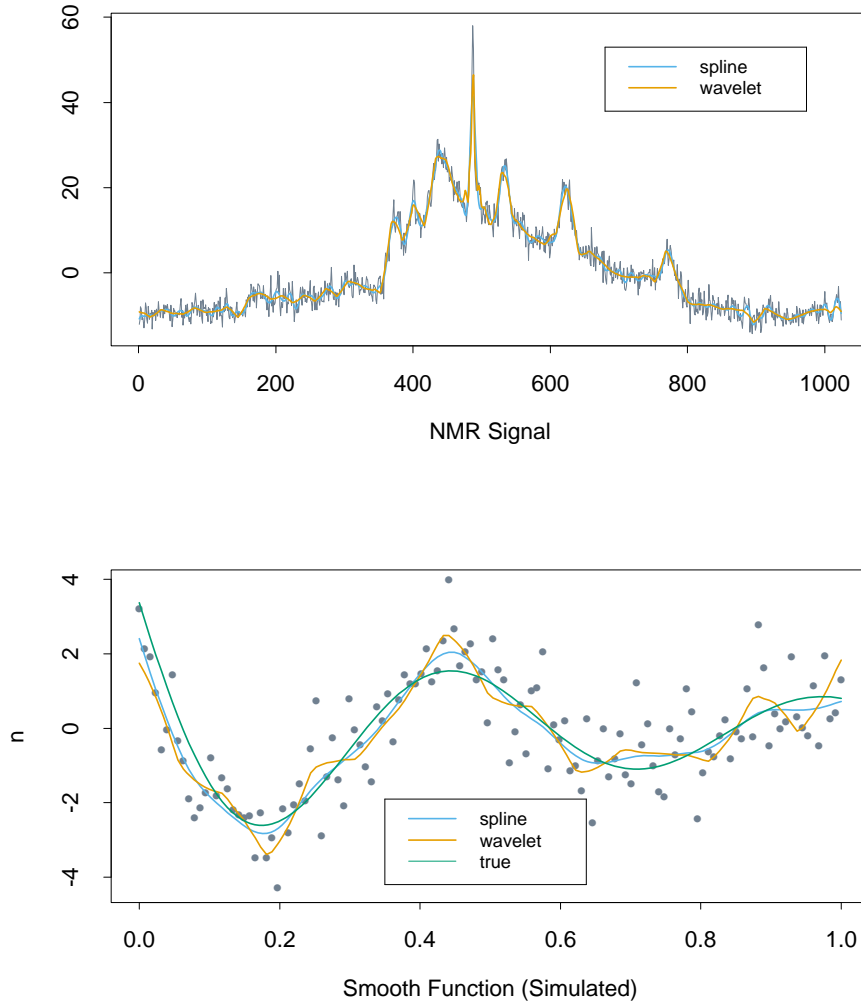 60
40
20
0
spline
wavelet
0 200 400 600 800 1000
NMR Signal
4
2
0
-2
-4
n
spline
wavelet
true
0.0 0.2 0.4 0.6 0.8 1.0
Smooth Function (Simulated)